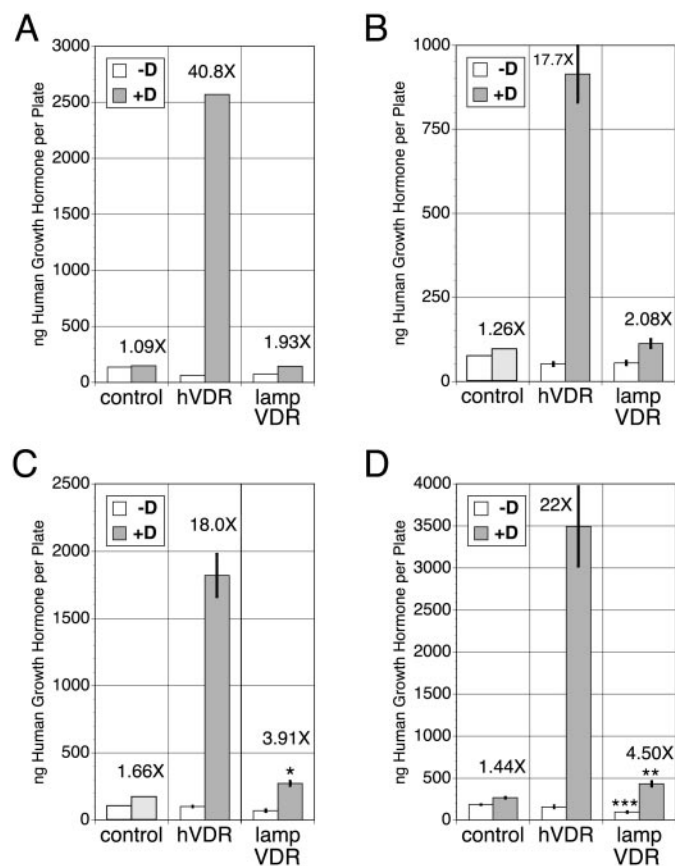 A
ng Human Growth Hormone per Plate
3000
2500
2000
1500
1000
500
0
-D
+D
40.8X
1.09X
1.93X
control
hVDR
lamp
VDR
B
ng Human Growth Hormone per Plate
1000
750
500
250
0
-D
+D
17.7X
1.26X
2.08X
control
hVDR
lamp
VDR
C
ng Human Growth Hormone per Plate
2500
2000
1500
1000
500
0
-D
+D
18.0X
1.66X
3.91X
*
control
hVDR
lamp
VDR
D
ng Human Growth Hormone per Plate
4000
3500
3000
2500
2000
1500
1000
500
0
-D
+D
22X
1.44X
4.50X
**
***
control
hVDR
lamp
VDR